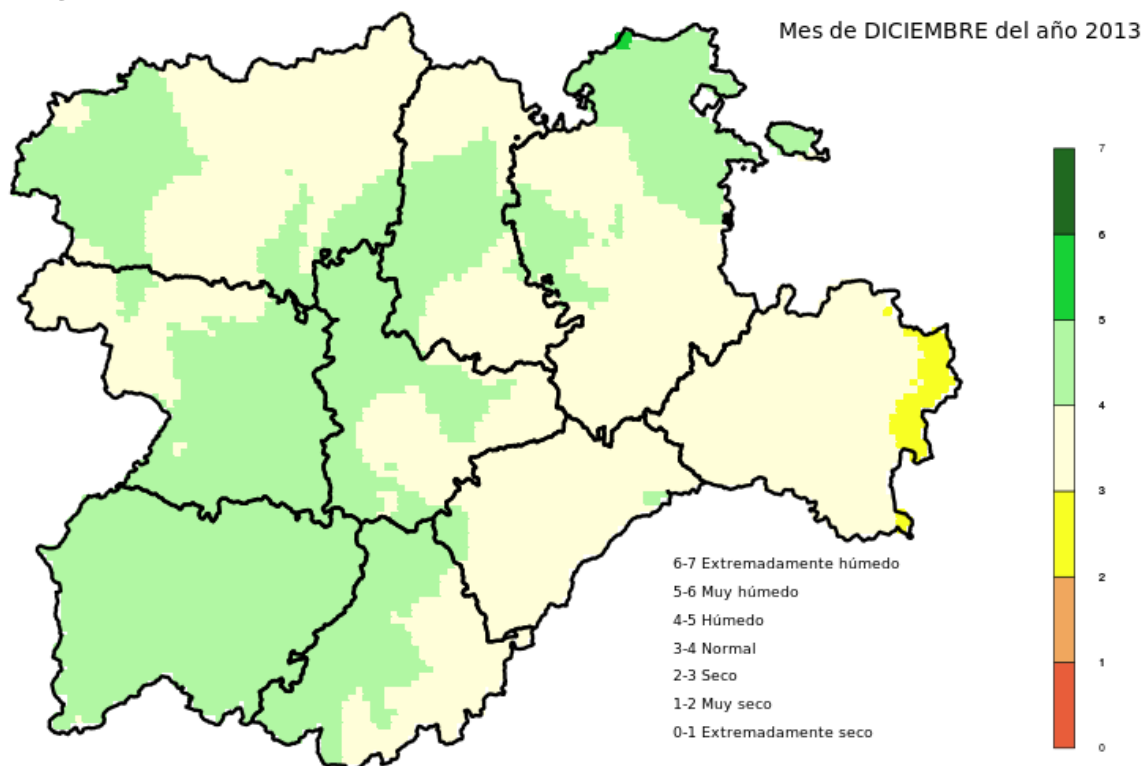 Mes de DICIEMBRE del año 2013
7
6
5
4
3
2
1
0
6-7 Extremadamente húmedo
5-6 Muy húmedo
4-5 Húmedo
3-4 Normal
2-3 Seco
1-2 Muy seco
0-1 Extremadamente seco